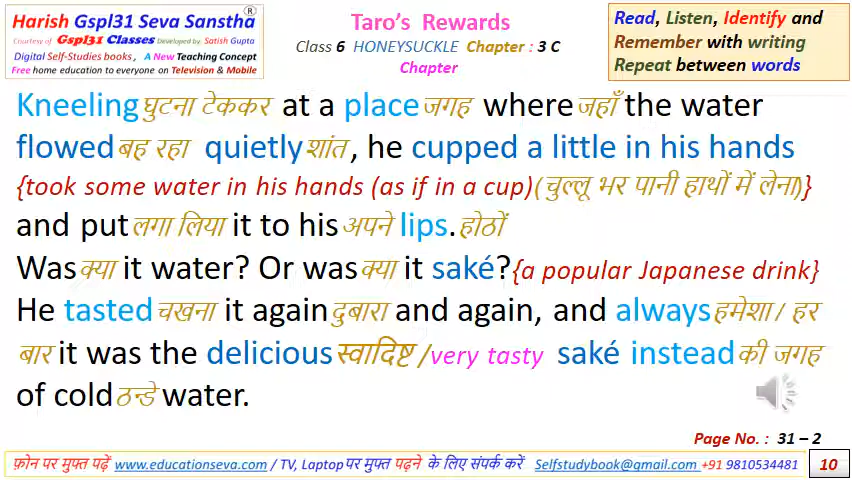 Harish Gspl31 Seva Sanstha®
Courtesy of Gspl31 Classes Developed by Satish Gupta
Digital Self-Studies books, A New Teaching Concept
Free home education to everyone on Television & Mobile
Taro’s Rewards
Class 6 HONEYSUCKLE Chapter : 3 C
Chapter
Read, Listen, Identify and
Remember with writing
Repeat between words
Kneeling घुटना टेककर at a place जगह where जहाँ the water
flowed बह रहा quietly शांत, he cupped a little in his hands
{took some water in his hands (as if in a cup)(चुल्लू भर पानी हाथों में लेना)}
and put लगा लिया it to his अपने lips. होठों
Was क्या it water? Or was क्या it saké?{a popular Japanese drink}
He tasted चखना it again दुबारा and again, and always हमेशा / हर
बार it was the delicious स्वादिष्ट /very tasty saké instead की जगह
of cold ठन्डे water.
Page No. : 31 – 2
फ़ोन पर मुफ्त पढ़ें www.educationseva.com / TV, Laptop पर मुफ्त पढ़ने के लिए संपर्क करें Selfstudybook@gmail.com +91 9810534481
10